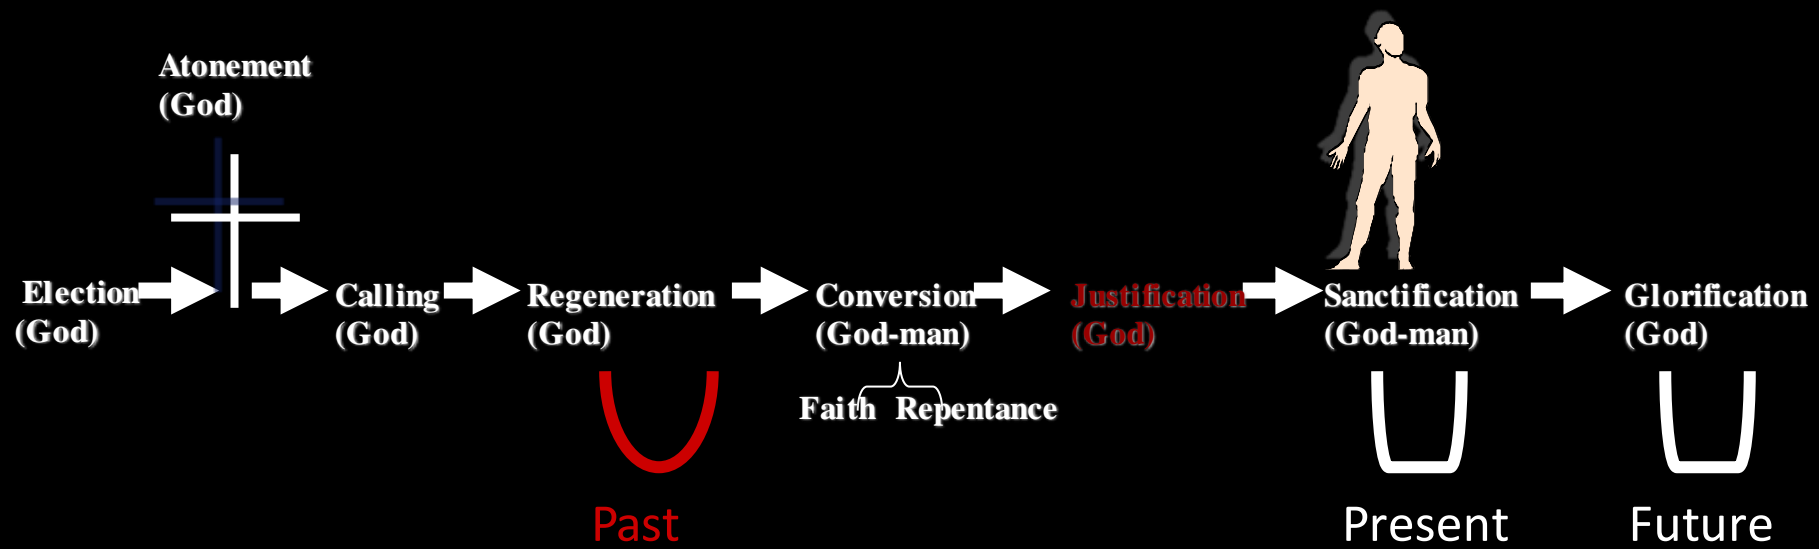 Atonement
(God)
Election
(God)
Calling
(God)
Regeneration
(God)
Conversion
(God-man)
Faith Repentance
Justification
(God)
Sanctification
(God-man)
Glorification
(God)
Past
Present
Future